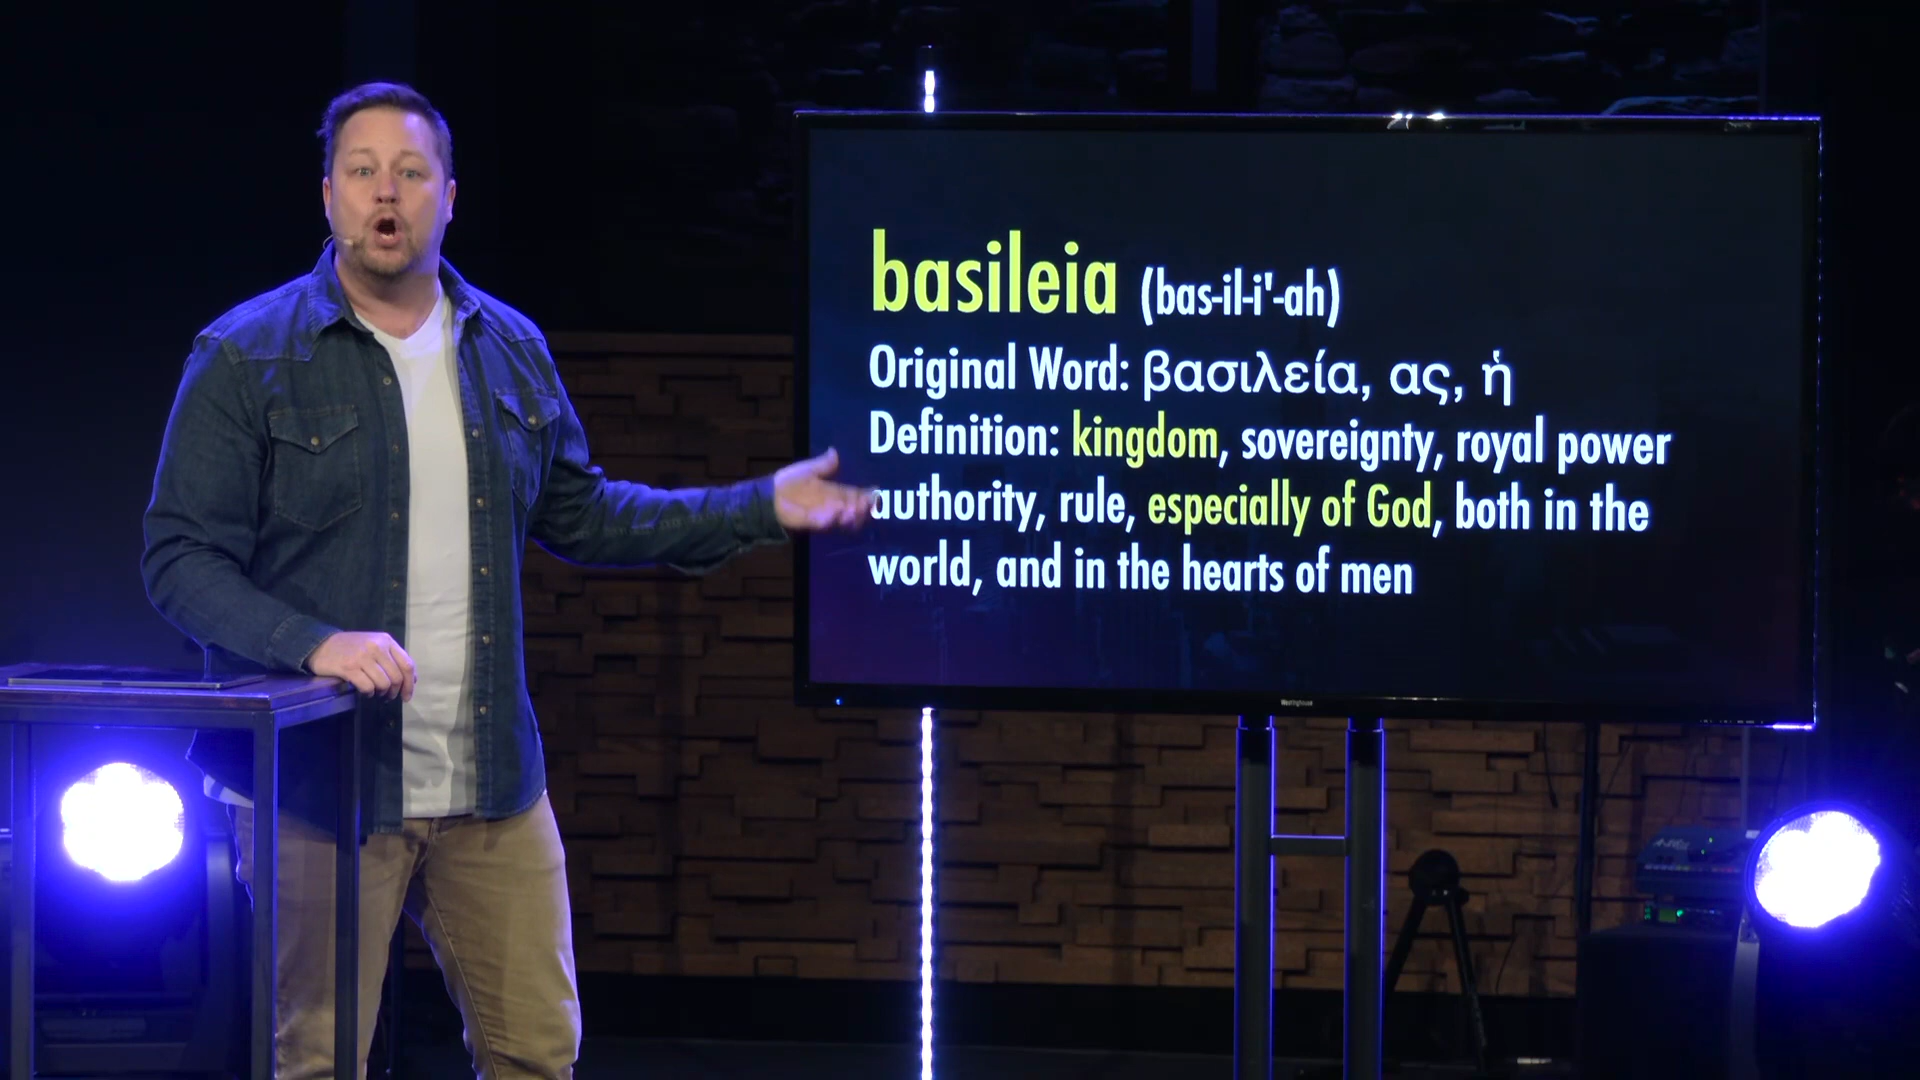 basileia (bas-il-i'-ah)
Original Word: βασιλεία, ας, ἡ
Definition: kingdom, sovereignty, royal power
authority, rule, especially of God, both in the
world, and in the hearts of men
Westinghouse